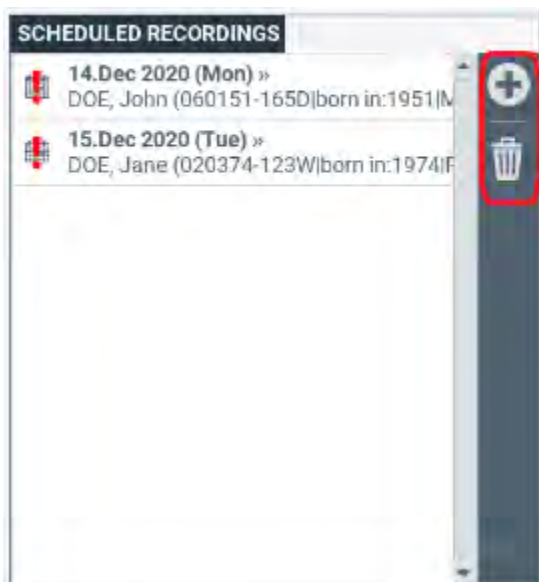 SCHEDULED RECORDINGS
14.Dec 2020 (Mon) »
DOE, John (060151-165D|born in:1951|M
15.Dec 2020 (Tue) »
DOE, Jane (020374-123W|born in:1974|F